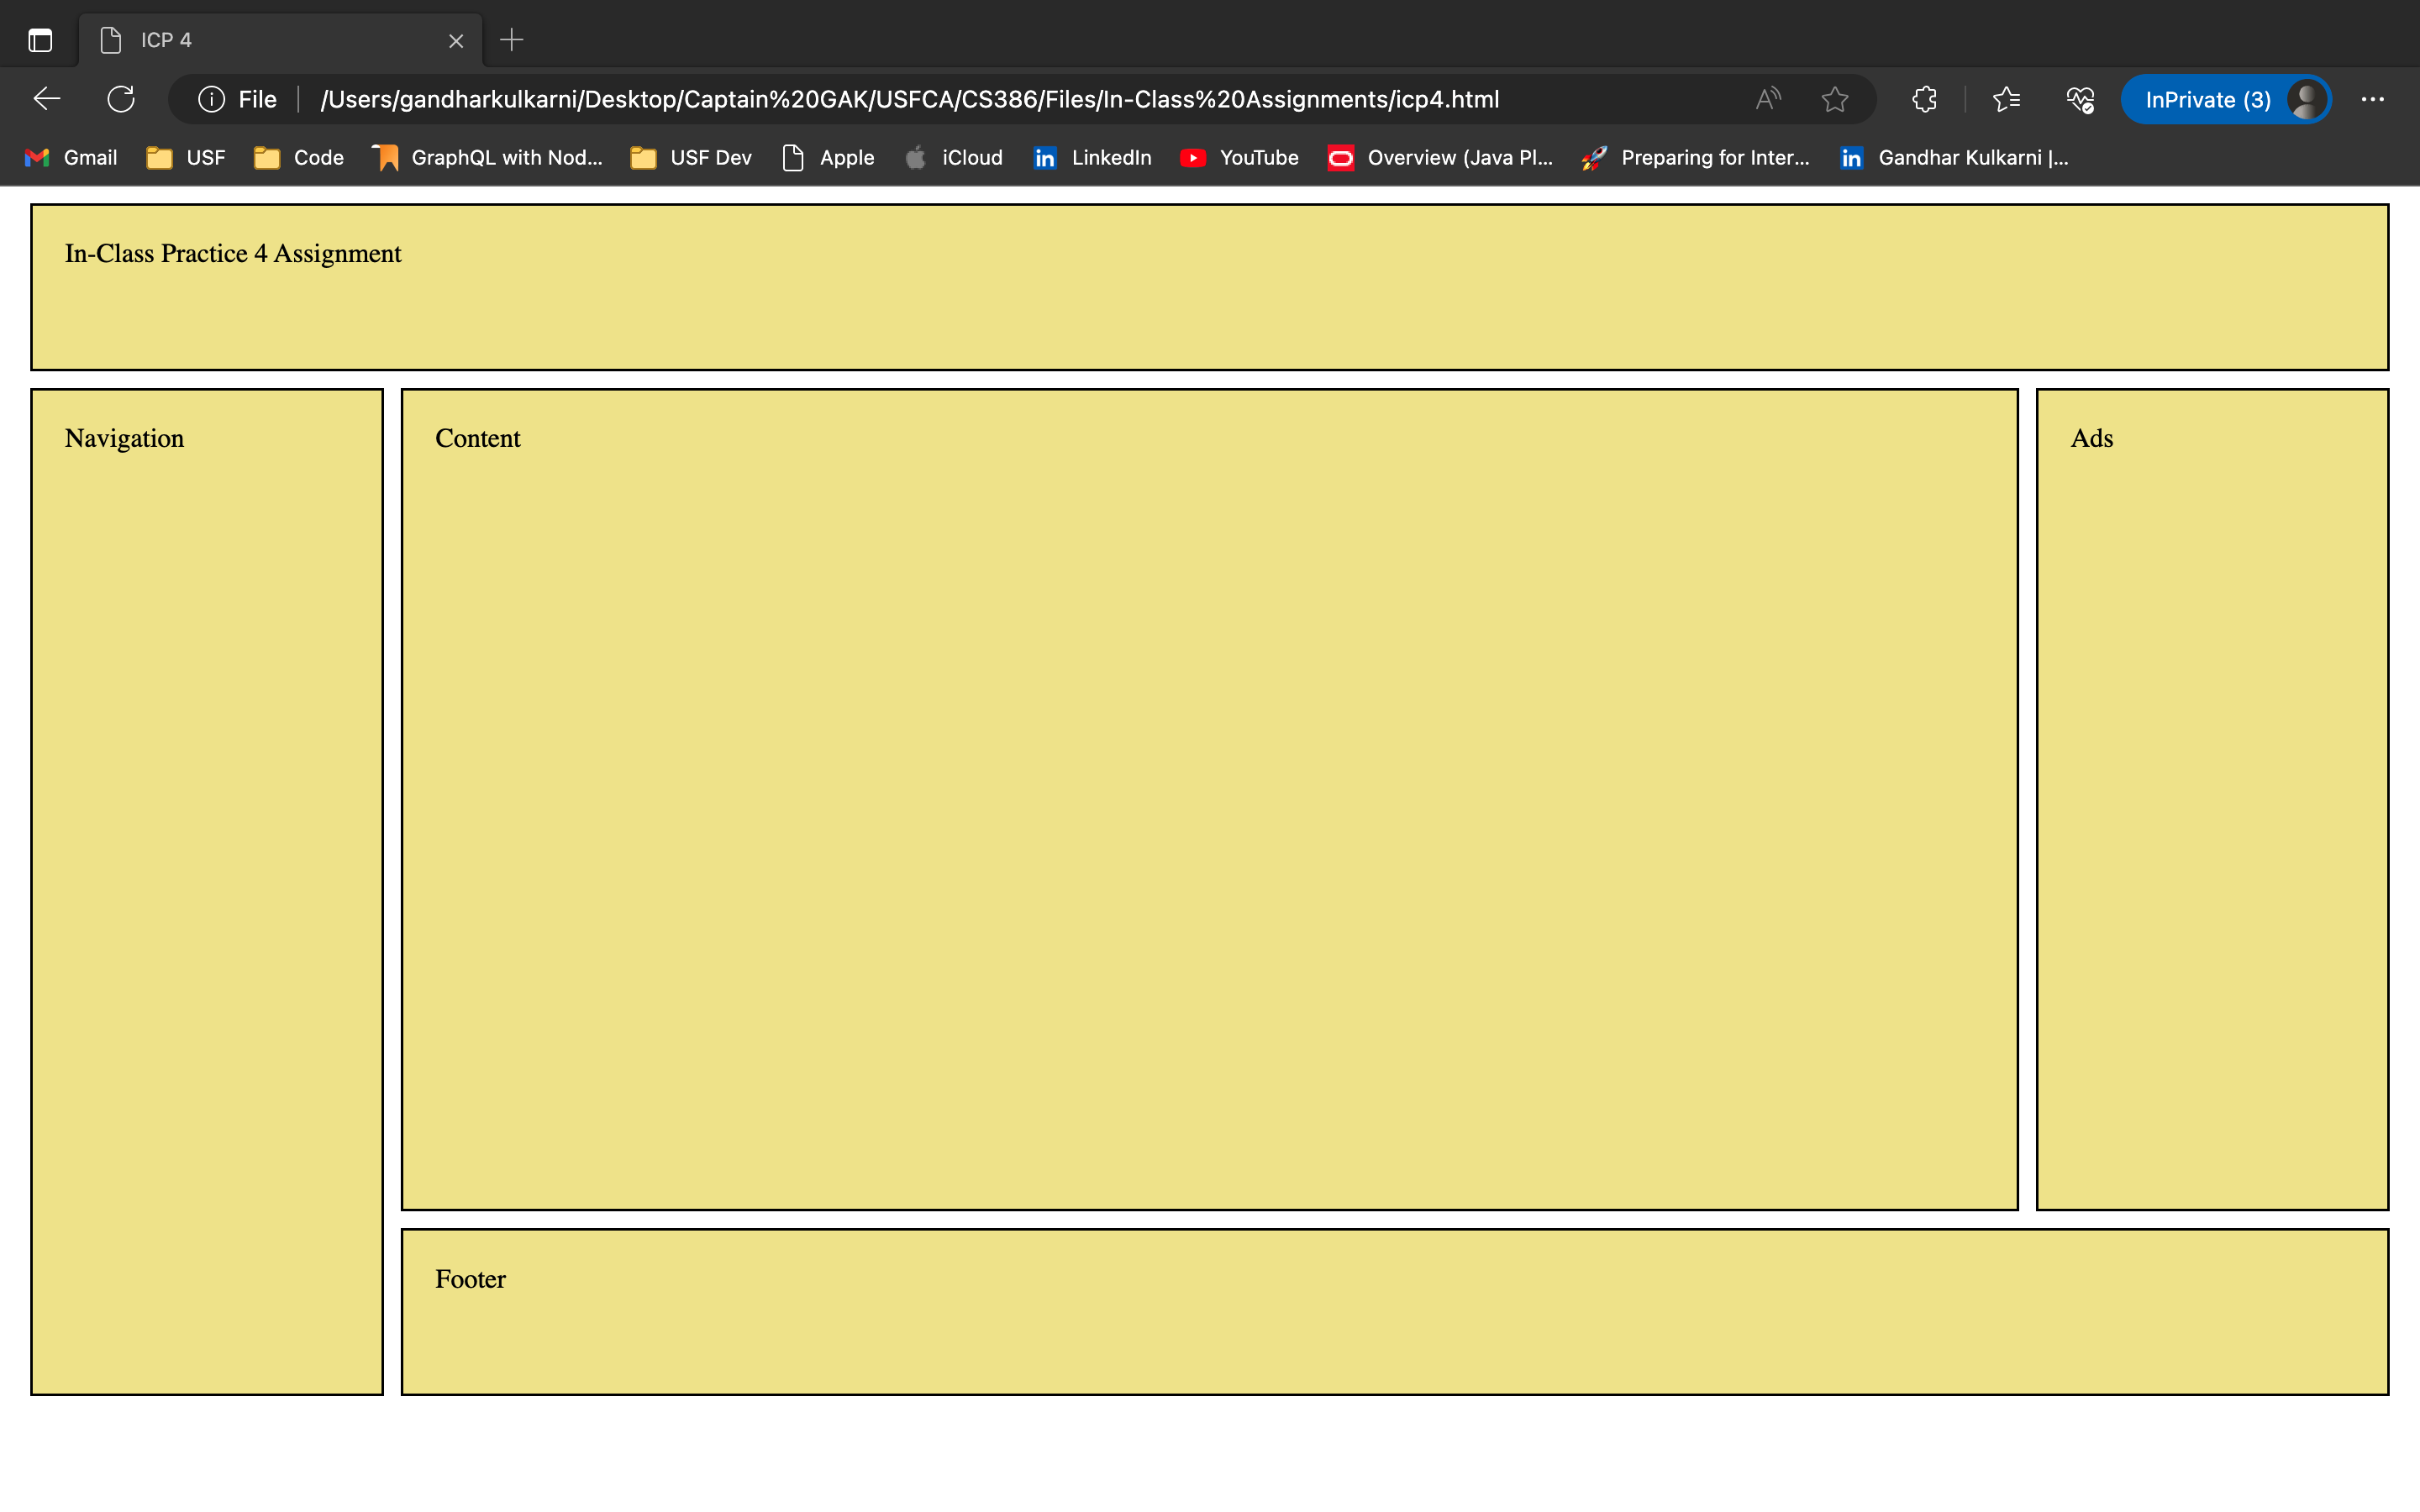 ICP 4
File /Users/gandharkulkarni/Desktop/Captain%20GAK/USFCA/CS386/Files/In-Class%20Assignments/icp4.html InPrivate (3)
Gmail USF Code GraphQL with Nod... USF Dev Apple iCloud LinkedIn YouTube Overview (Java Pl... Preparing for Inter... Gandhar Kulkarni |...
In-Class Practice 4 Assignment
Navigation
Content
Ads
Footer